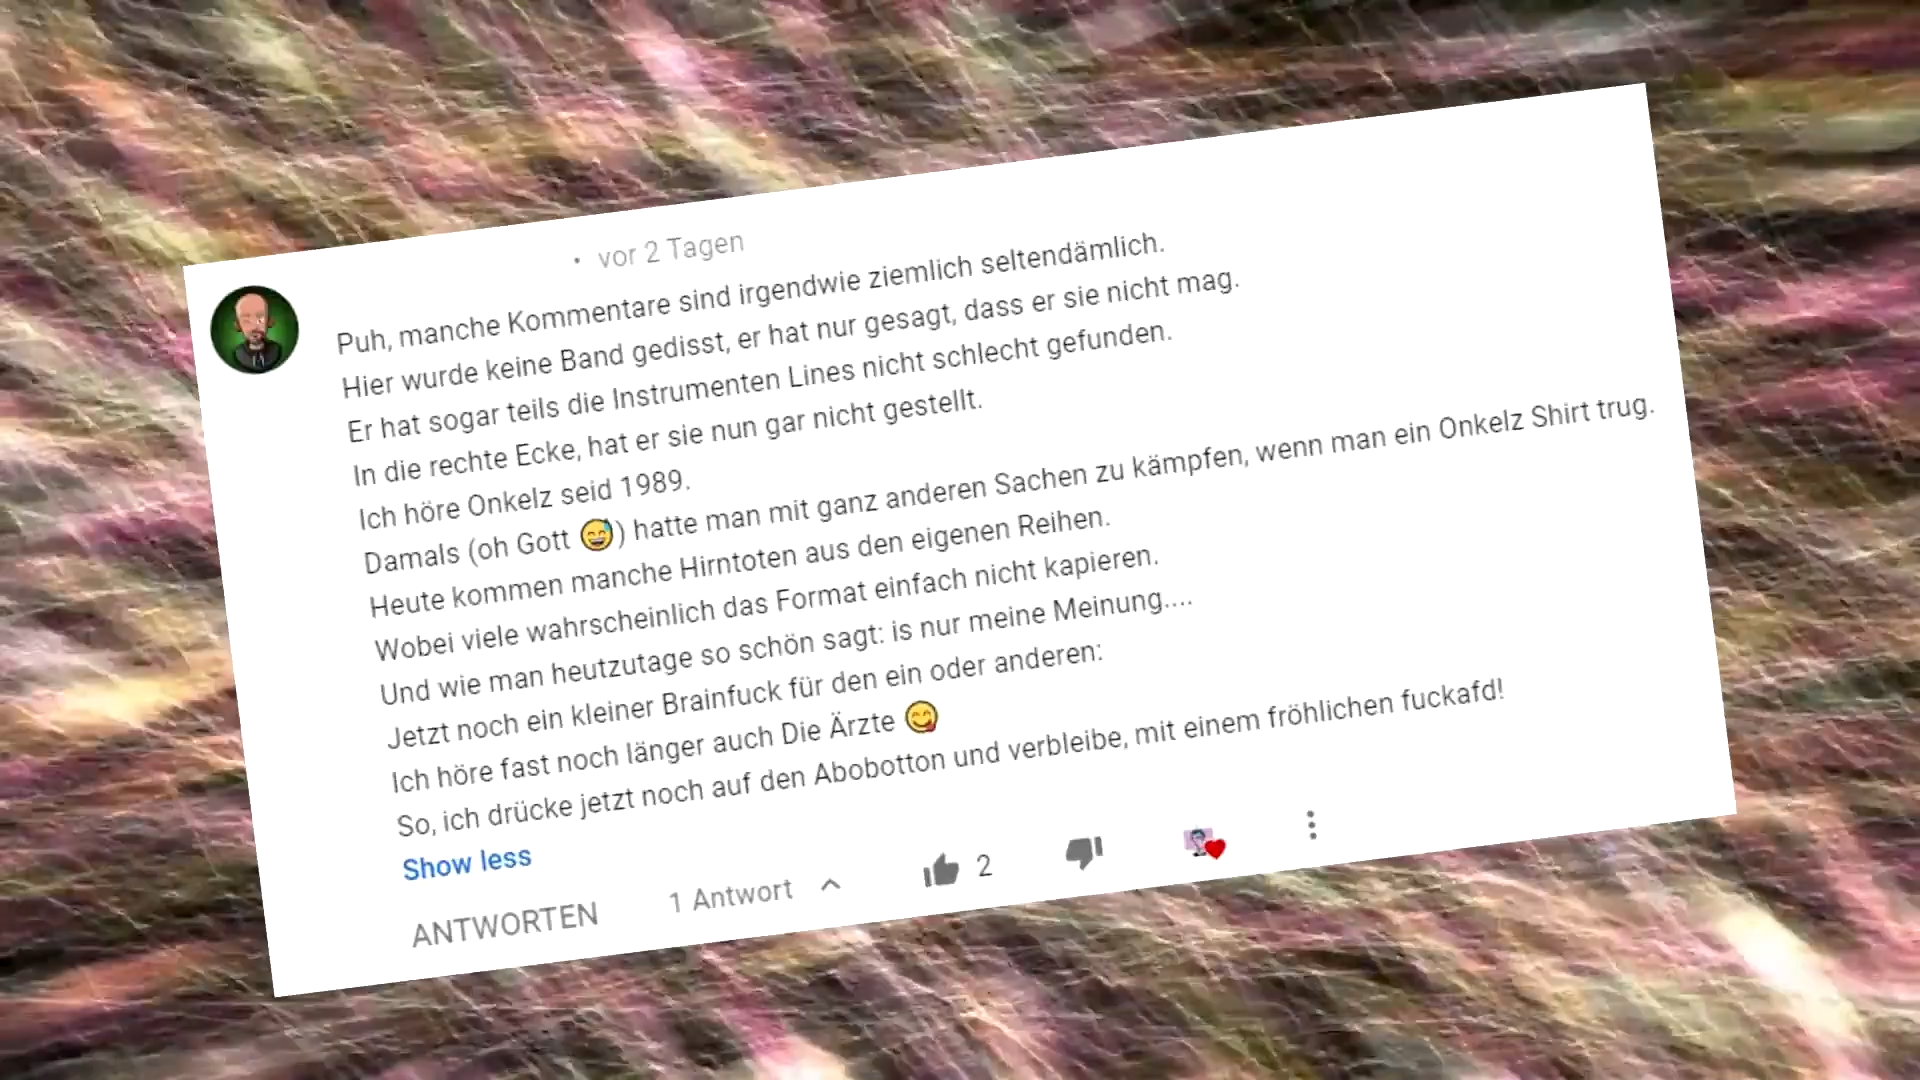 • vor 2 Tagen
Puh, manche Kommentare sind irgendwie ziemlich seltendämlich.
Hier wurde keine Band gedisst, er hat nur gesagt, dass er sie nicht mag.
Er hat sogar teils die Instrumenten Lines nicht schlecht gefunden.
In die rechte Ecke, hat er sie nun gar nicht gestellt.
Ich höre Onkelz seid 1989.
Damals (oh Gott 😅) hatte man mit ganz anderen Sachen zu kämpfen, wenn man ein Onkelz Shirt trug.
Heute kommen manche Hirntoten aus den eigenen Reihen.
Wobei viele wahrscheinlich das Format einfach nicht kapieren.
Und wie man heutzutage so schön sagt: is nur meine Meinung....
Jetzt noch ein kleiner Brainfuck für den ein oder anderen:
Ich höre fast noch länger auch Die Ärzte 😋
So, ich drücke jetzt noch auf den Abobotton und verbleibe, mit einem fröhlichen fuckafd!
Show less
ANTWORTEN 1 Antwort 2